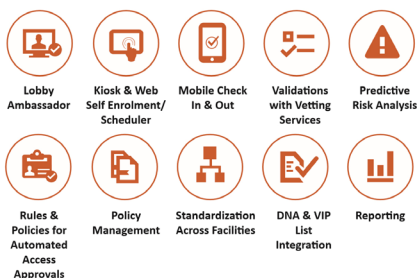 Lobby
Ambassador
Kiosk & Web
Self Enrolment/
Scheduler
Mobile Check
In & Out
Validations
with Vetting
Services
Predictive
Risk Analysis
Rules &
Policies for
Automated
Access
Approvals
Policy
Management
Standardization
Across Facilities
DNA & VIP
List
Integration
Reporting